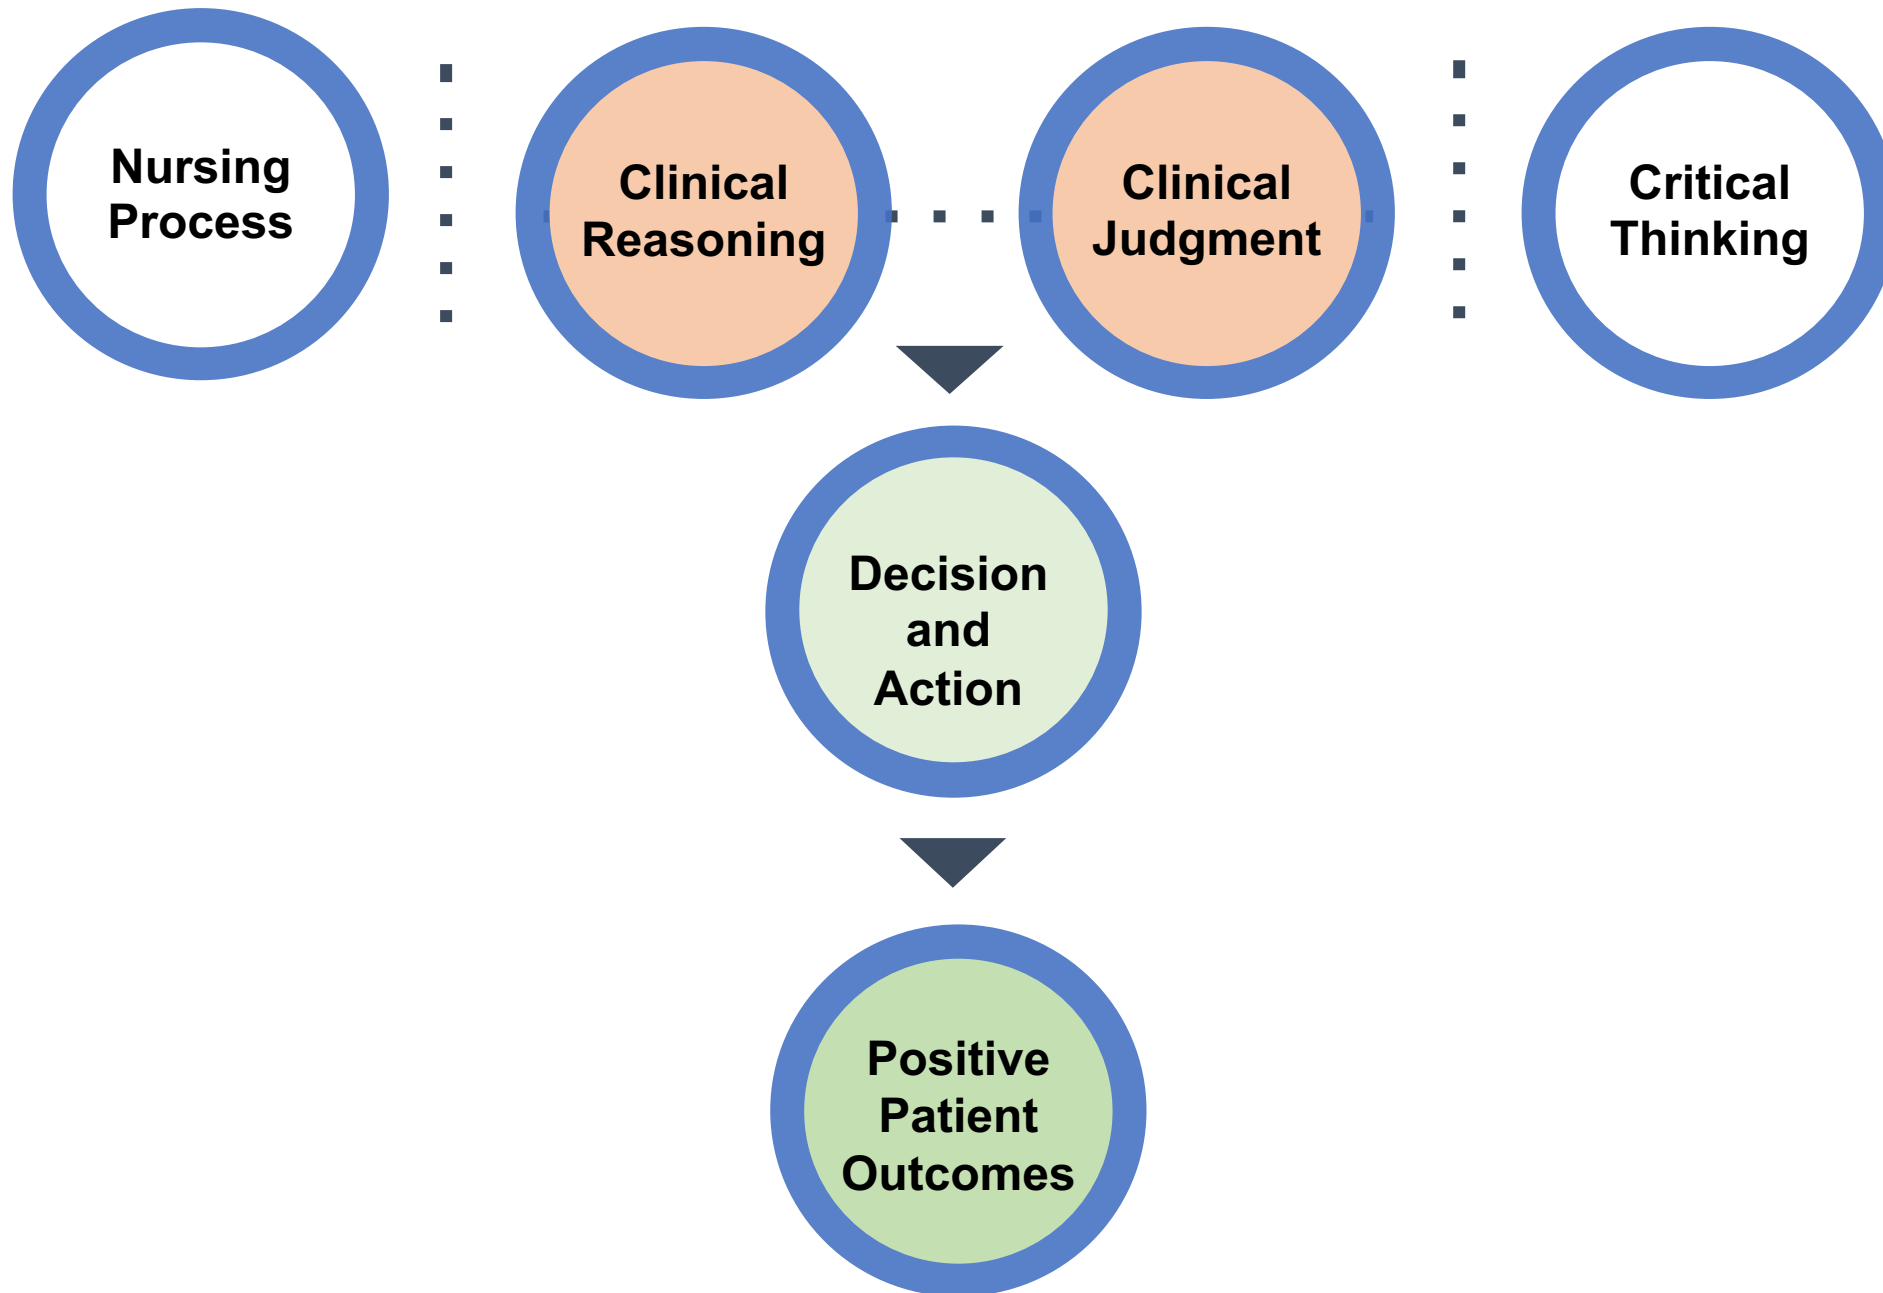 Nursing
Process
Clinical
Reasoning
Clinical
Judgment
Critical
Thinking
Decision
and
Action
Positive
Patient
Outcomes